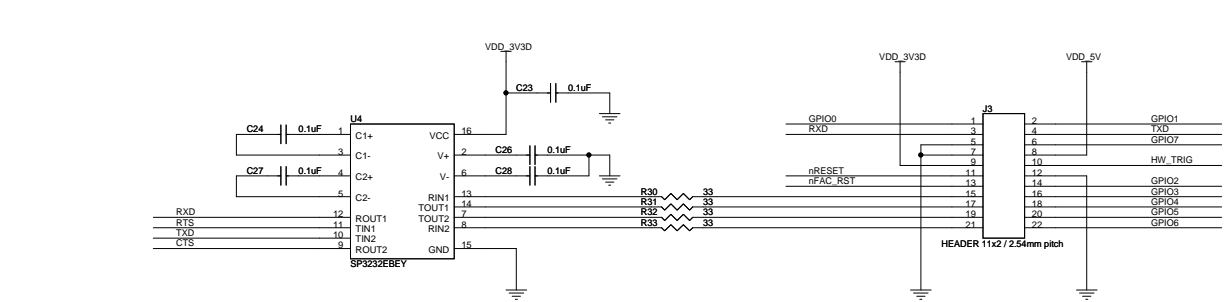 VDD_3V3D
VDD_3V3D
VDD_5V
C23 0.1uF
U4
J3
C24 0.1uF
1 C1+ VCC 16
3 C1- V+ 2
C26 0.1uF
C27 0.1uF
4 C2+ V- 6
C28 0.1uF
5 C2- RIN1 13
R30 33
TOUT1 14
R31 33
RXD 12 ROUT1 TOUT2 7
R32 33
RTS 11 TIN1 RIN2 8
R33 33
TXD 10 TIN2
CTS 9 ROUT2 GND 15
SP3232EBEY
GPIO0 1 2 GPIO1
RXD 3 4 TXD
5 6 GPIO7
7 8
9 10 HW_TRIG
nRESET 11 12
nFAC_RST 13 14 GPIO2
15 16 GPIO3
17 18 GPIO4
19 20 GPIO5
21 22 GPIO6
HEADER 11x2 / 2.54mm pitch